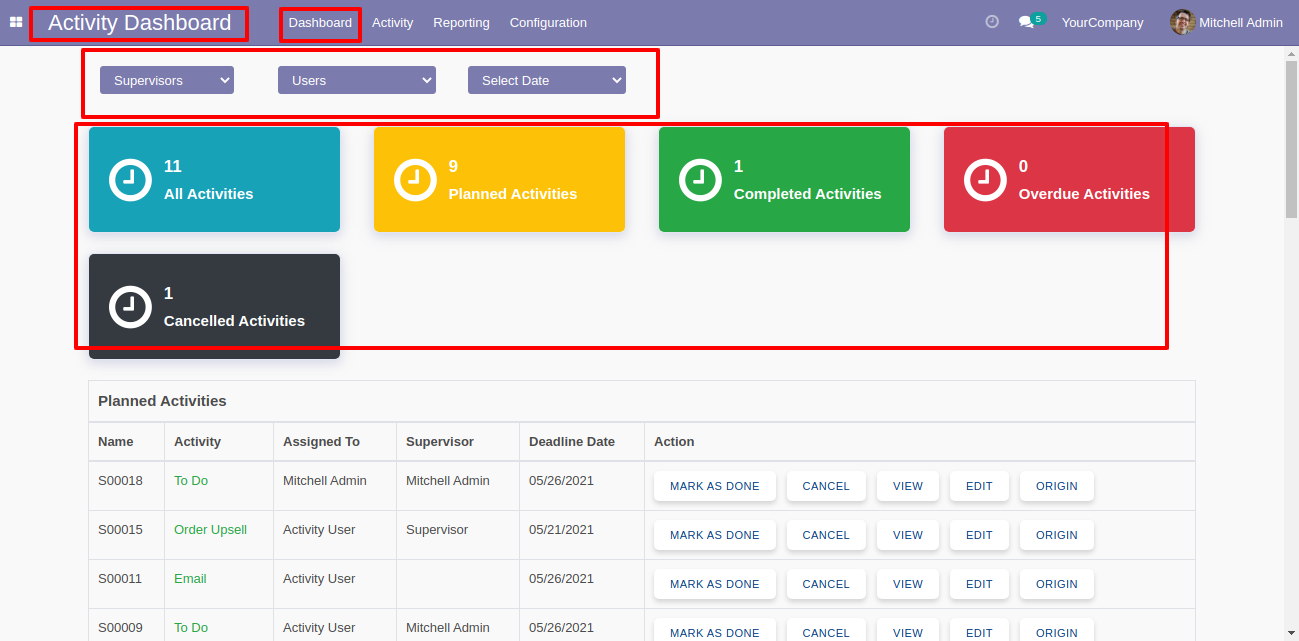 Activity Dashboard Dashboard Activity Reporting Configuration 5 YourCompany Mitchell Admin
Supervisors Users Select Date
11
All Activities
9
Planned Activities
1
Completed Activities
0
Overdue Activities
1
Cancelled Activities
Planned Activities
Name Activity Assigned To Supervisor Deadline Date Action
S00018 To Do Mitchell Admin Mitchell Admin 05/26/2021 MARK AS DONE CANCEL VIEW EDIT ORIGIN
S00015 Order Upsell Activity User Supervisor 05/21/2021 MARK AS DONE CANCEL VIEW EDIT ORIGIN
S00011 Email Activity User 05/26/2021 MARK AS DONE CANCEL VIEW EDIT ORIGIN
S00009 To Do Activity User Mitchell Admin 05/26/2021 MARK AS DONE CANCEL VIEW EDIT ORIGIN